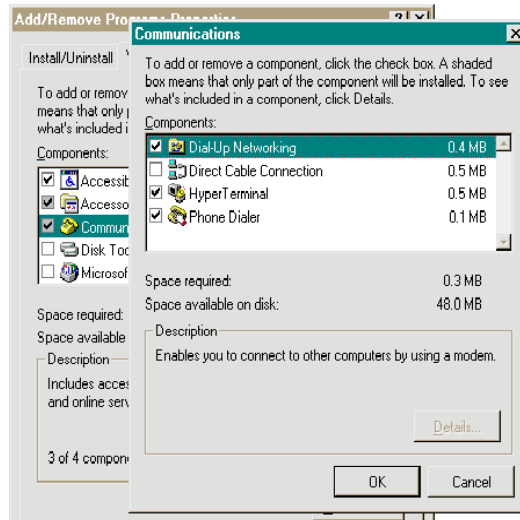 Add/Remove Programs Properties
Communications
Install/Uninstall
To add or remove a component, click the check box. A shaded
box means that only part of the component will be installed. To see
what's included in a component, click Details.
Components:
Dial-Up Networking 0.4 MB
Direct Cable Connection 0.5 MB
HyperTerminal 0.5 MB
Phone Dialer 0.1 MB
Space required: 0.3 MB
Space available on disk: 48.0 MB
Description
Enables you to connect to other computers by using a modem.
Details...
OK Cancel
To add or remov
means that only
what's included i
Components:
Accessib
Accesso
Commun
Disk Too
Microsof
Space required:
Space available
Description
Includes acces
and online serv
3 of 4 compon